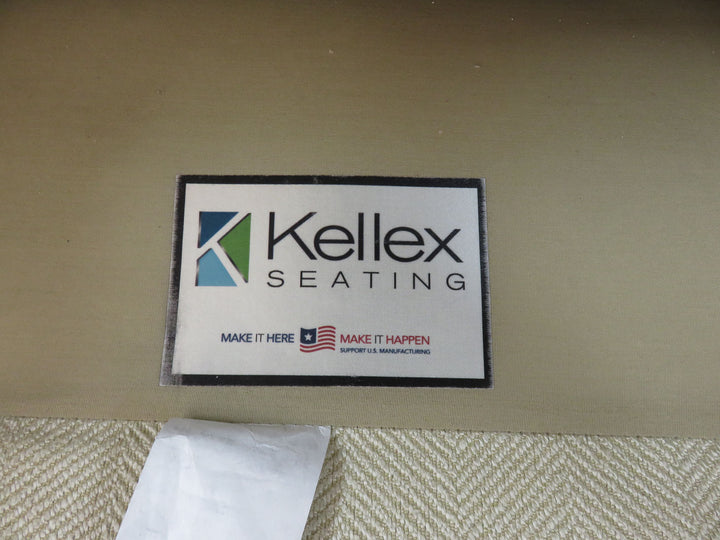 Kellex
SEATING
MAKE IT HERE MAKE IT HAPPEN
SUPPORT U.S. MANUFACTURING